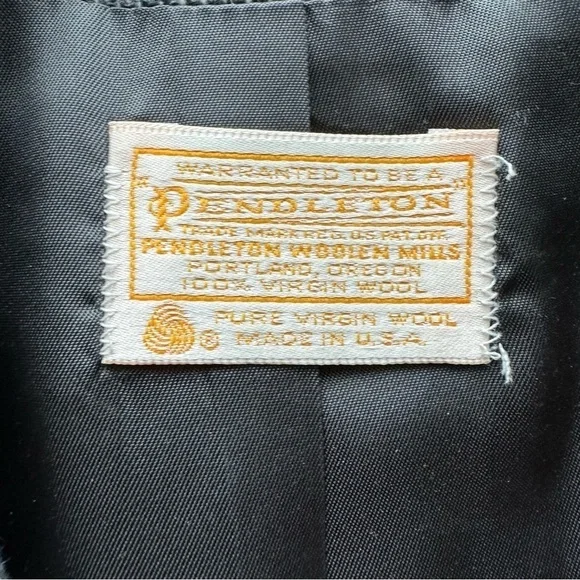 WARRANTED TO BE A
"PENDLETON"
TRADE MARK REG. U.S. PAT. OFF.
PENDLETON WOOLEN MILLS
PORTLAND, OREGON
100% VIRGIN WOOL
® PURE VIRGIN WOOL
MADE IN U.S.A.